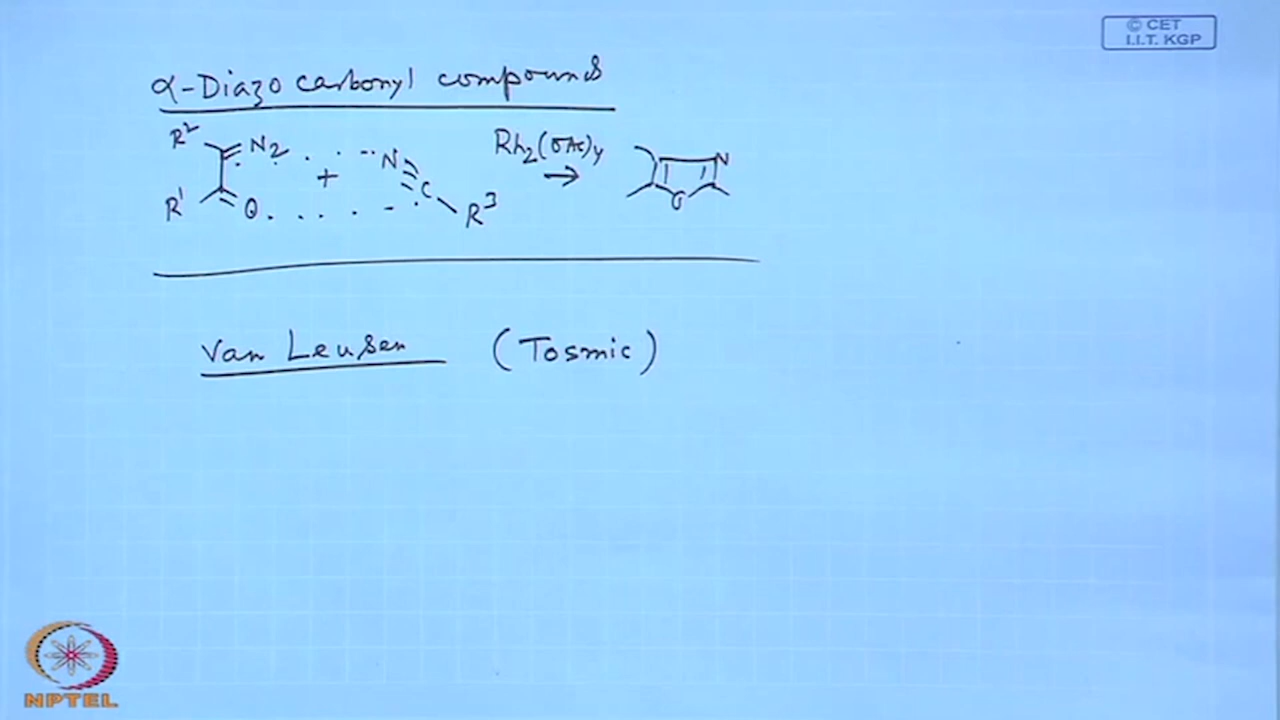 © CET
I.I.T. KGP
α-Diazo carbonyl compounds
R² N₂ + N C R³ Rh₂(OAc)₄ → N
R¹ O O
Van Leusen (Tosmic)
NPTEL